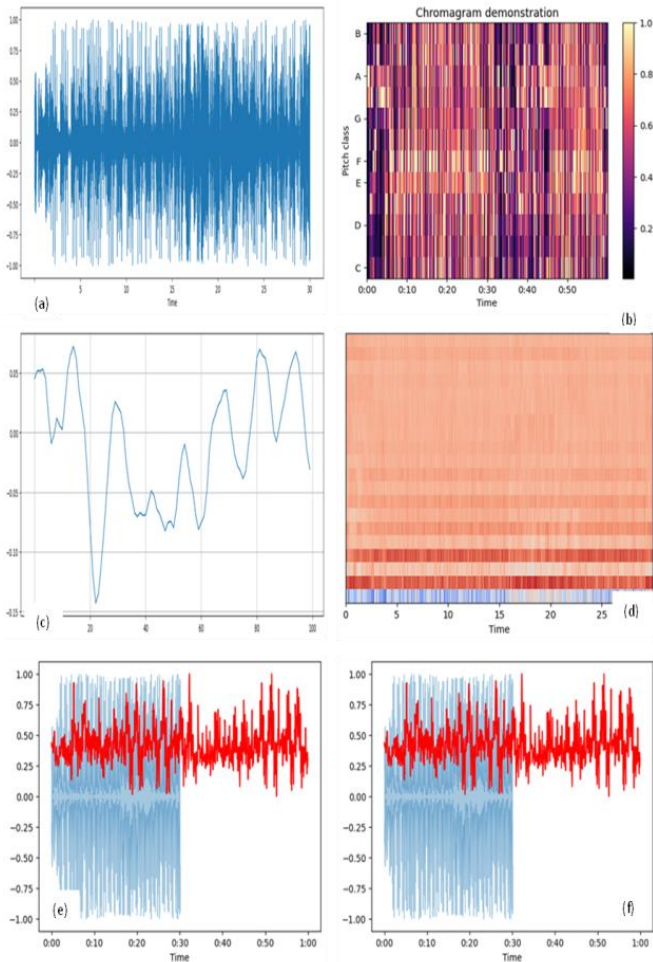 1.00
0.75
0.50
0.25
0.00
-0.25
-0.50
-0.75
-1.00
5 10 15 20 25 30
Time
(a)
Chromagram demonstration
B
A
G
F
E
D
C
Pitch class
0:00 0:10 0:20 0:30 0:40 0:50
Time
1.0
0.8
0.6
0.4
0.2
(b)
0.05
0.00
-0.05
-0.10
-0.15
20 40 60 80 100
(c)
0 5 10 15 20 25
Time
(d)
1.00
0.75
0.50
0.25
0.00
−0.25
−0.50
−0.75
−1.00
0:00 0:10 0:20 0:30 0:40 0:50 1:00
Time
(e)
1.00
0.75
0.50
0.25
0.00
−0.25
−0.50
−0.75
−1.00
0:00 0:10 0:20 0:30 0:40 0:50 1:00
Time
(f)